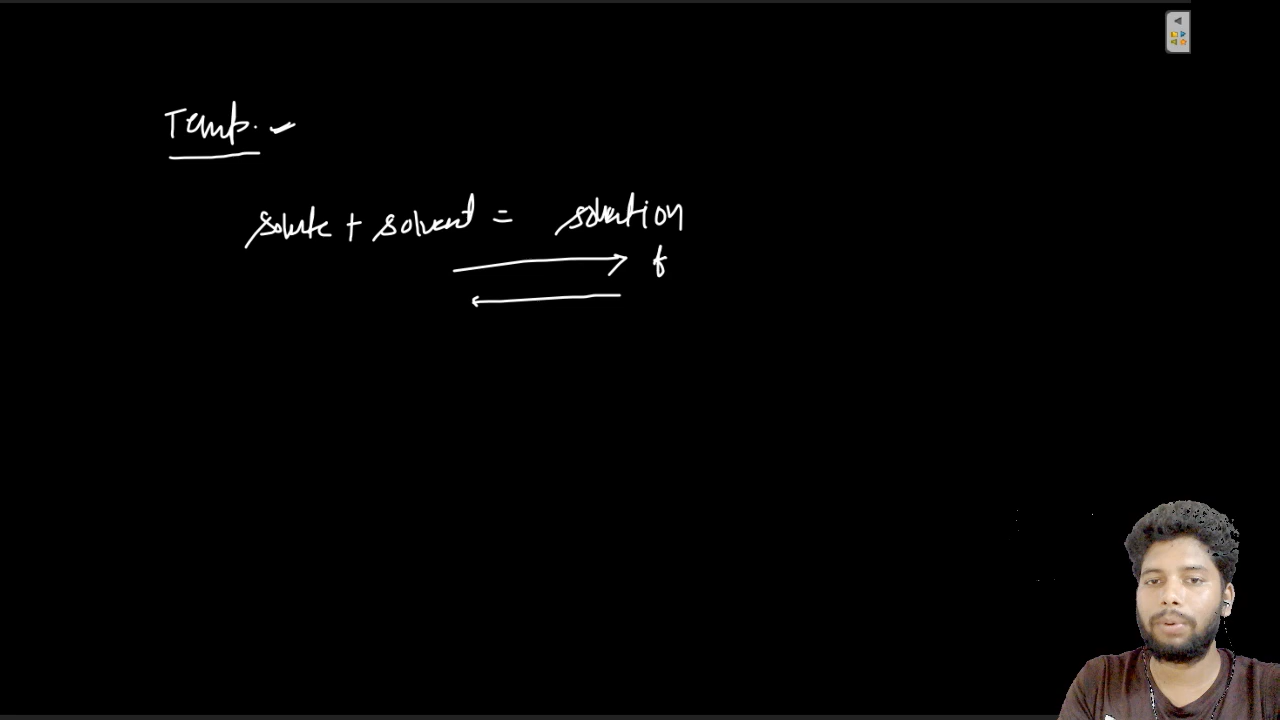 Temp.
solute + solvent = solution
f